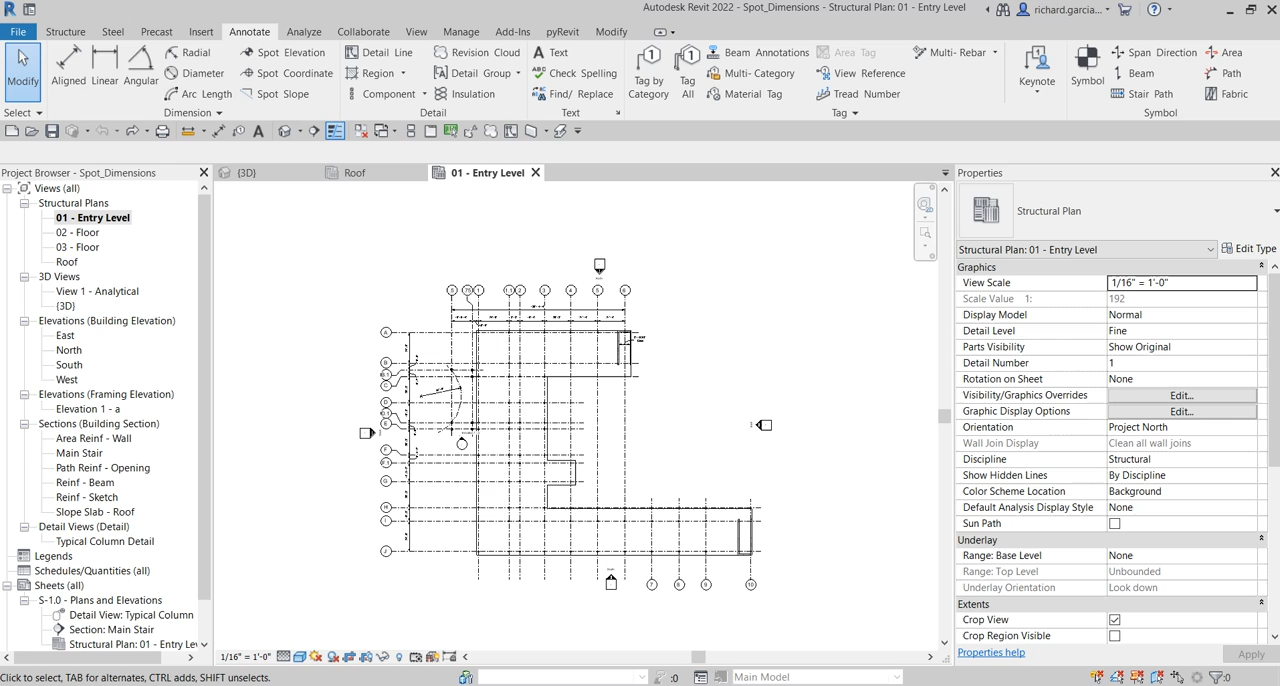 Autodesk Revit 2022 - Spot_Dimensions - Structural Plan: 01 - Entry Level
richard.garcia...
File Structure Steel Precast Insert Annotate Analyze Collaborate View Manage Add-Ins pyRevit Modify
Modify
Aligned Linear Angular
Radial
Diameter
Arc Length
Spot Elevation
Spot Coordinate
Spot Slope
Detail Line
Region
Component
Revision Cloud
Detail Group
Insulation
Text
Check Spelling
Find/ Replace
Tag by Category
Tag All
Beam Annotations
Multi- Category
Material Tag
Area Tag
View Reference
Tread Number
Multi- Rebar
Keynote
Symbol
Span Direction
Beam
Stair Path
Area
Path
Fabric
Select Dimension Detail Text Tag Symbol
Project Browser - Spot_Dimensions
Views (all)
Structural Plans
01 - Entry Level
02 - Floor
03 - Floor
Roof
3D Views
View 1 - Analytical
{3D}
Elevations (Building Elevation)
East
North
South
West
Elevations (Framing Elevation)
Elevation 1 - a
Sections (Building Section)
Area Reinf - Wall
Main Stair
Path Reinf - Opening
Reinf - Beam
Reinf - Sketch
Slope Slab - Roof
Detail Views (Detail)
Typical Column Detail
Legends
Schedules/Quantities (all)
Sheets (all)
S-1.0 - Plans and Elevations
Detail View: Typical Column
Section: Main Stair
Structural Plan: 01 - Entry Lev
{3D} Roof 01 - Entry Level
1 2 3 4 5 6
A
B
C
D
E
F
G
H
I
J
7 8 9 10
1/16" = 1'-0"
Properties
Structural Plan
Structural Plan: 01 - Entry Level Edit Type
Graphics
View Scale 1/16" = 1'-0"
Scale Value 1: 192
Display Model Normal
Detail Level Fine
Parts Visibility Show Original
Detail Number 1
Rotation on Sheet None
Visibility/Graphics Overrides Edit...
Graphic Display Options Edit...
Orientation Project North
Wall Join Display Clean all wall joins
Discipline Structural
Show Hidden Lines By Discipline
Color Scheme Location Background
Default Analysis Display Style None
Sun Path
Underlay
Range: Base Level None
Range: Top Level Unbounded
Underlay Orientation Look down
Extents
Crop View
Crop Region Visible
Properties help Apply
Click to select, TAB for alternates, CTRL adds, SHIFT unselects.
:0
Main Model
:0